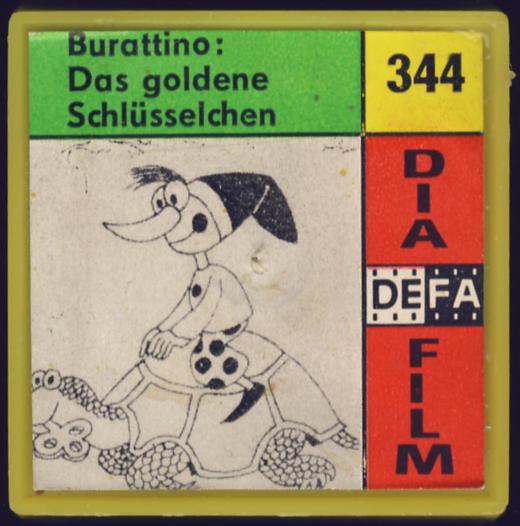 Burattino:
Das goldene
Schlüsselchen
344
DIA
DEFA
FILM